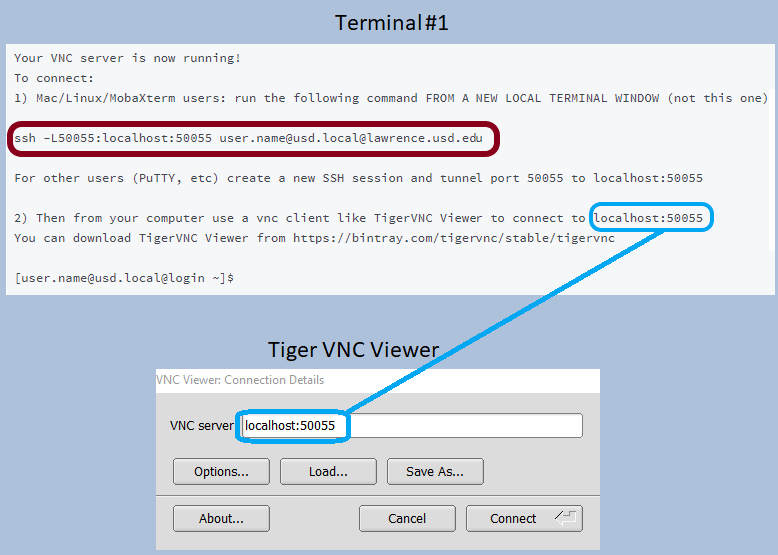 Terminal #1
Your VNC server is now running!
To connect:
1) Mac/Linux/MobaXterm users: run the following command FROM A NEW LOCAL TERMINAL WINDOW (not this one)
ssh -L50055:localhost:50055 user.name@usd.local@lawrence.usd.edu
For other users (PuTTY, etc) create a new SSH session and tunnel port 50055 to localhost:50055
2) Then from your computer use a vnc client like TigerVNC Viewer to connect to localhost:50055
You can download TigerVNC Viewer from https://bintray.com/tigervnc/stable/tigervnc
[user.name@usd.local@login ~]$
Tiger VNC Viewer
VNC Viewer: Connection Details
VNC server localhost:50055
Options... Load... Save As...
About... Cancel Connect